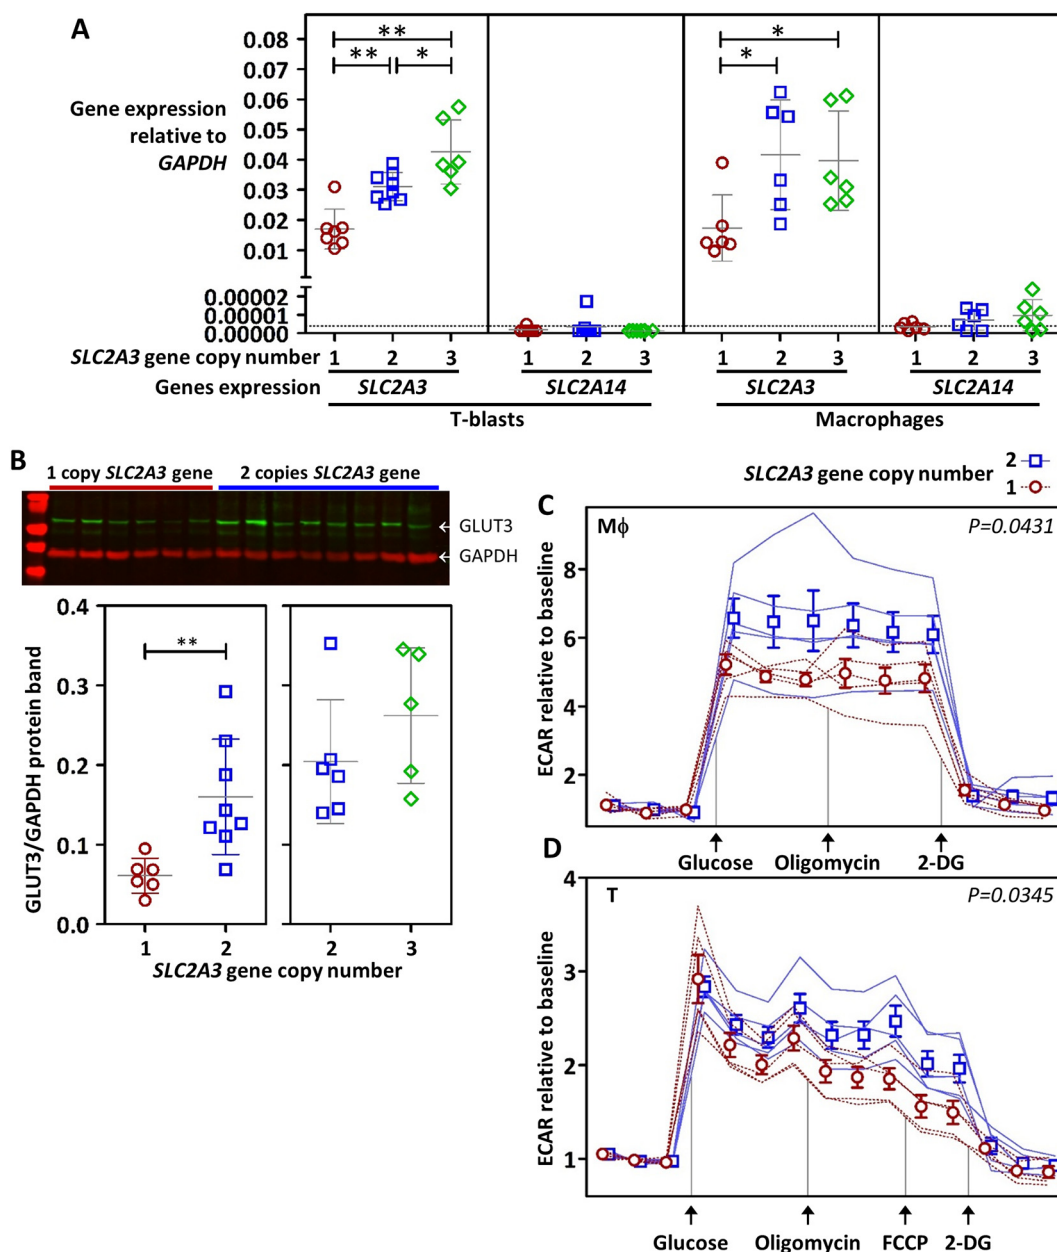 A
Gene expression
relative to
GAPDH
0.08
0.07
0.06
0.05
0.04
0.03
0.02
0.01
0.00002
0.00001
0.00000
** ** * * *
SLC2A3 gene copy number 1 2 3 1 2 3 1 2 3 1 2 3
Genes expression SLC2A3 SLC2A14 SLC2A3 SLC2A14
T-blasts Macrophages
B
1 copy SLC2A3 gene 2 copies SLC2A3 gene
← GLUT3
← GAPDH
GLUT3/GAPDH protein band
0.4
0.3
0.2
0.1
0.0
**
1 2 2 3
SLC2A3 gene copy number
SLC2A3 gene copy number 2
1
C
Mϕ P=0.0431
ECAR relative to baseline
8
6
4
2
Glucose Oligomycin 2-DG
D
T P=0.0345
ECAR relative to baseline
4
3
2
1
Glucose Oligomycin FCCP 2-DG